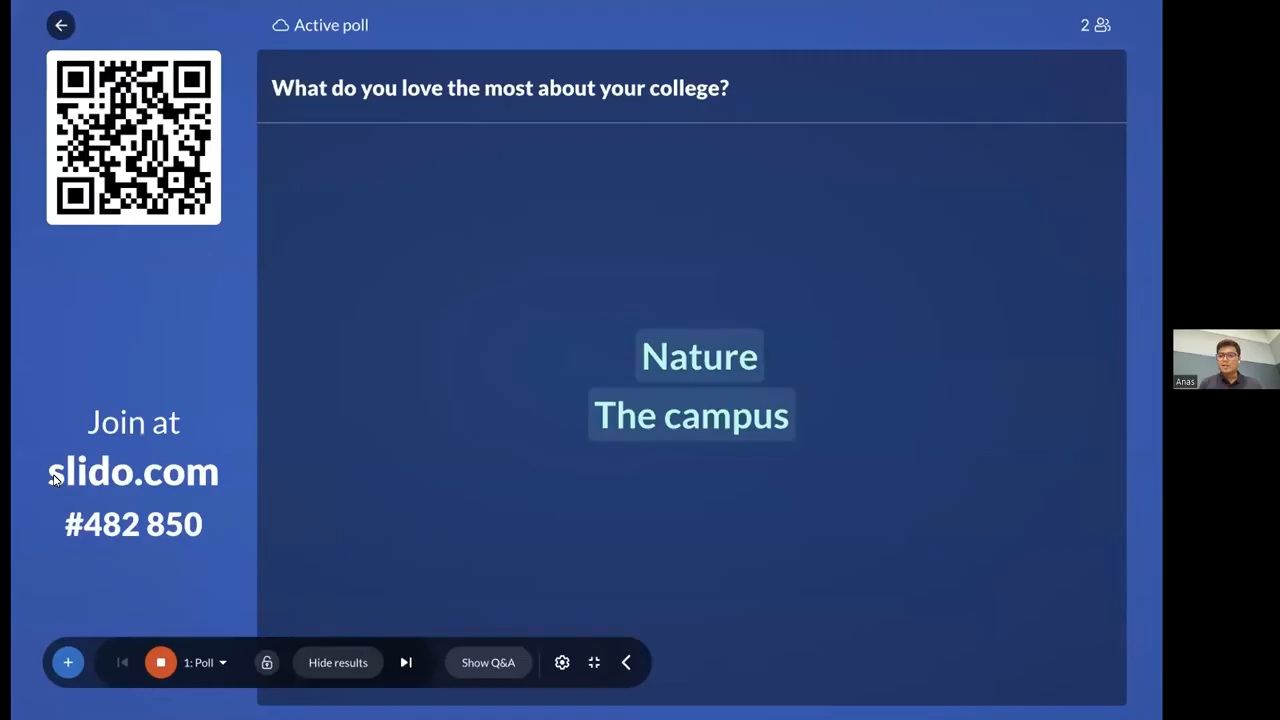 Active poll
2
What do you love the most about your college?
Nature
The campus
Join at
slido.com
#482 850
1: Poll
Hide results
Show Q&A
Anas